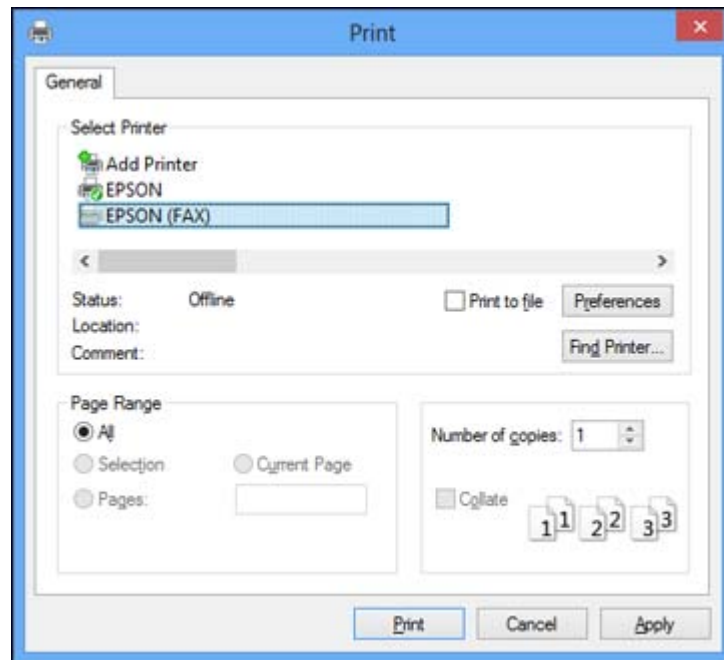 Print
General
Select Printer
Add Printer
EPSON
EPSON (FAX)
Status: Offline
Location:
Comment:
Print to file
Preferences
Find Printer...
Page Range
All
Selection
Current Page
Pages:
Number of copies: 1
Collate
1 1 2 2 3 3
Print
Cancel
Apply